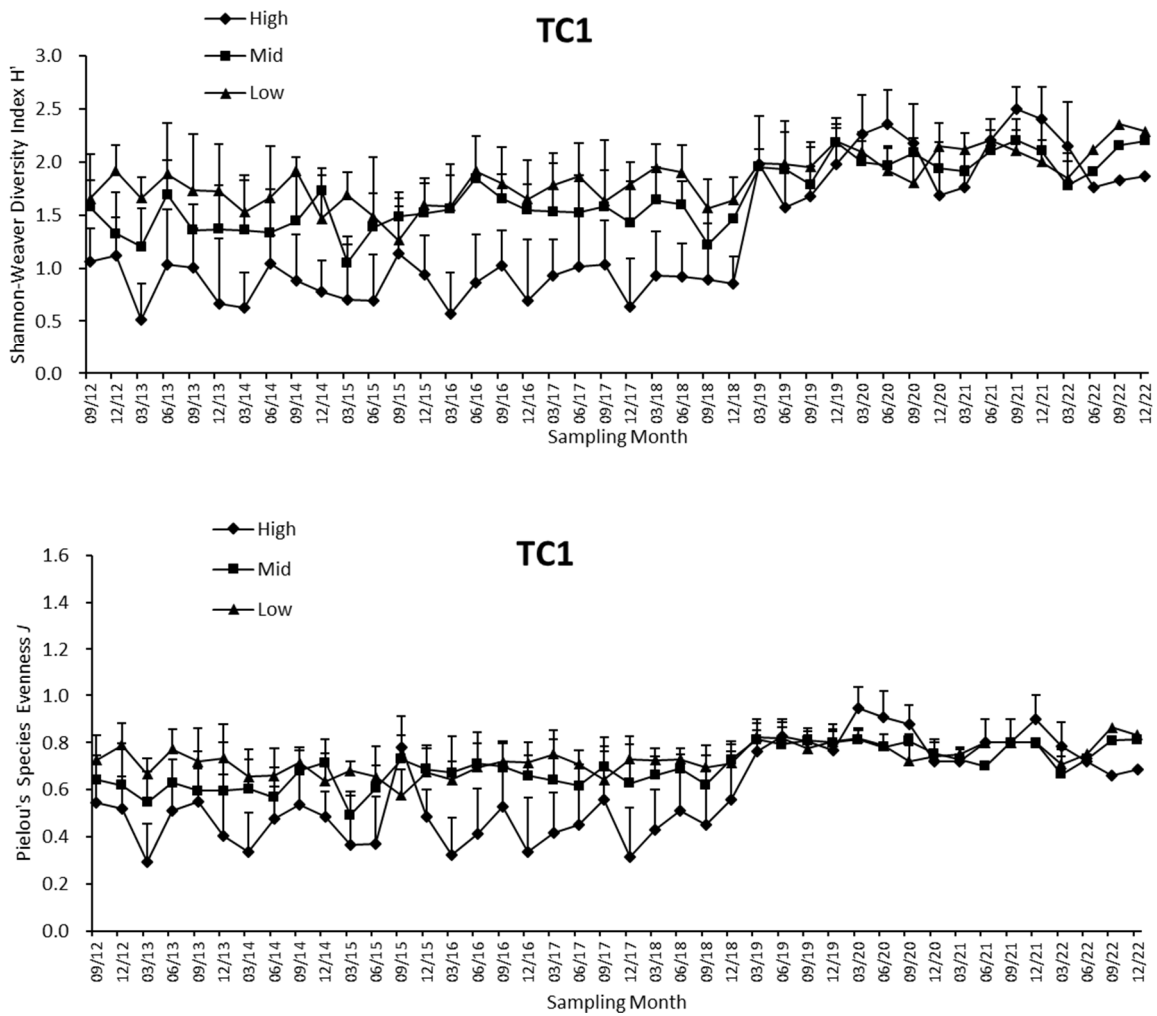 TC1
High
Mid
Low
Shannon-Weaver Diversity Index H'
3.0
2.5
2.0
1.5
1.0
0.5
0.0
09/12 12/12 03/13 06/13 09/13 12/13 03/14 06/14 09/14 12/14 03/15 06/15 09/15 12/15 03/16 06/16 09/16 12/16 03/17 06/17 09/17 12/17 03/18 06/18 09/18 12/18 03/19 06/19 09/19 12/19 03/20 06/20 09/20 12/20 03/21 06/21 09/21 12/21 03/22 06/22 09/22 12/22
Sampling Month
TC1
High
Mid
Low
Pielou's Species Evenness J
1.6
1.4
1.2
1.0
0.8
0.6
0.4
0.2
0.0
09/12 12/12 03/13 06/13 09/13 12/13 03/14 06/14 09/14 12/14 03/15 06/15 09/15 12/15 03/16 06/16 09/16 12/16 03/17 06/17 09/17 12/17 03/18 06/18 09/18 12/18 03/19 06/19 09/19 12/19 03/20 06/20 09/20 12/20 03/21 06/21 09/21 12/21 03/22 06/22 09/22 12/22
Sampling Month